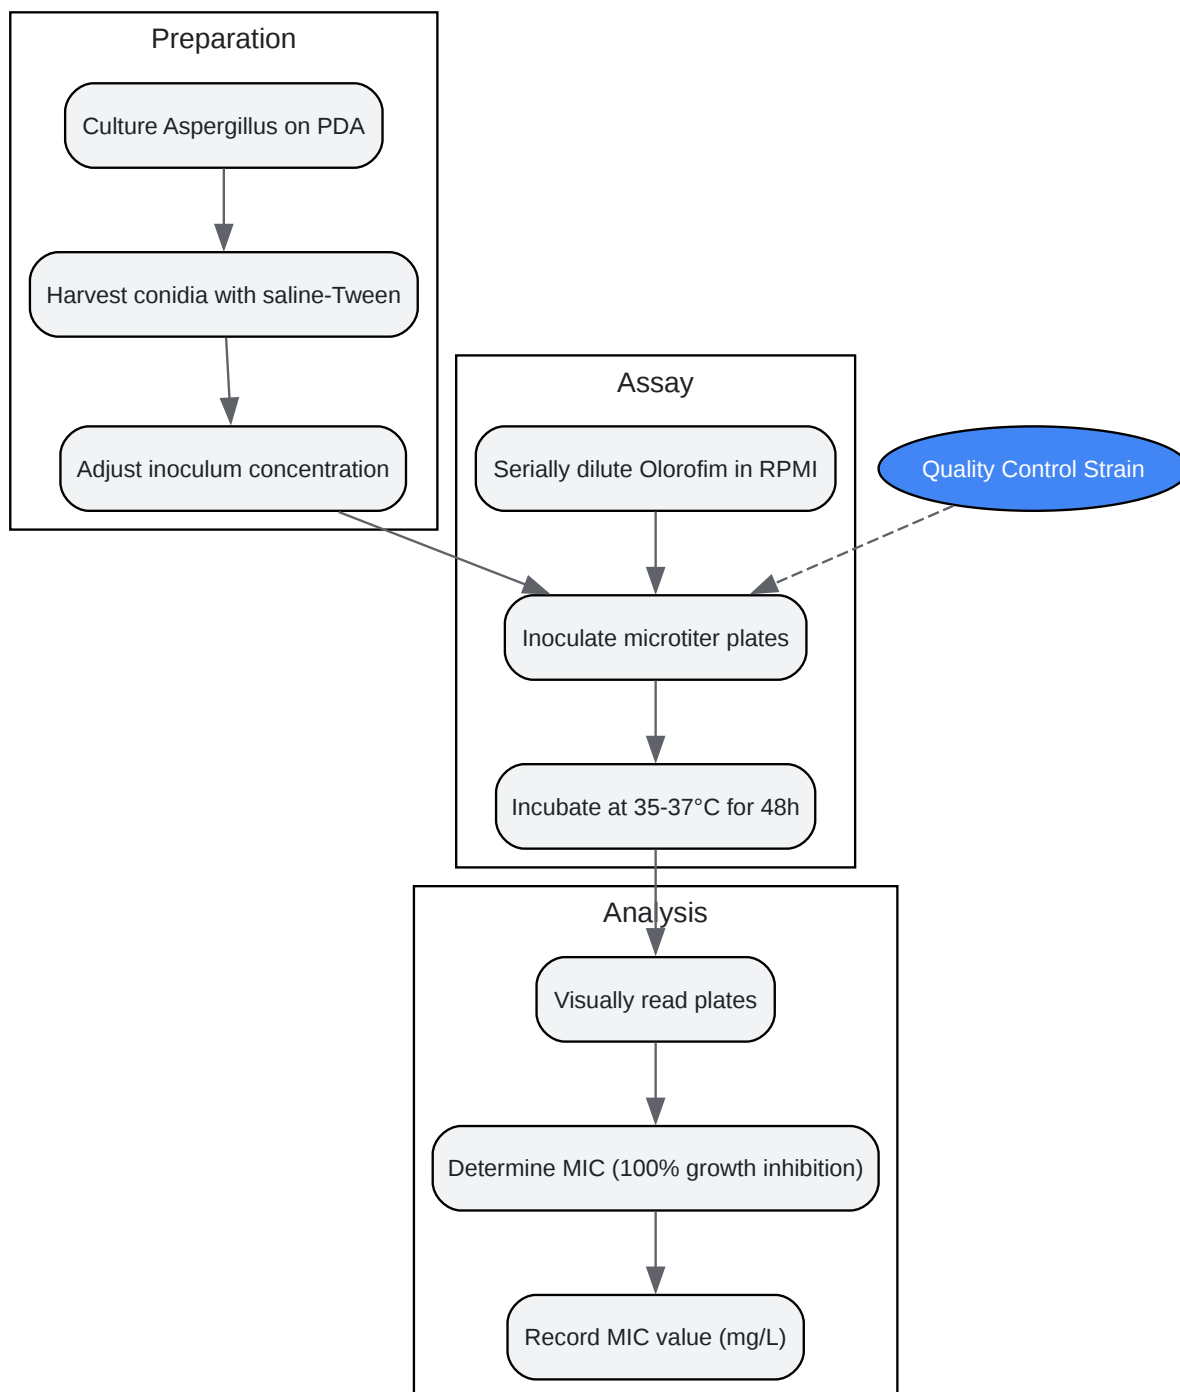 Preparation
Culture Aspergillus on PDA
Harvest conidia with saline-Tween
Adjust inoculum concentration
Assay
Serially dilute Olorofim in RPMI
Quality Control Strain
Inoculate microtiter plates
Incubate at 35-37°C for 48h
Analysis
Visually read plates
Determine MIC (100% growth inhibition)
Record MIC value (mg/L)